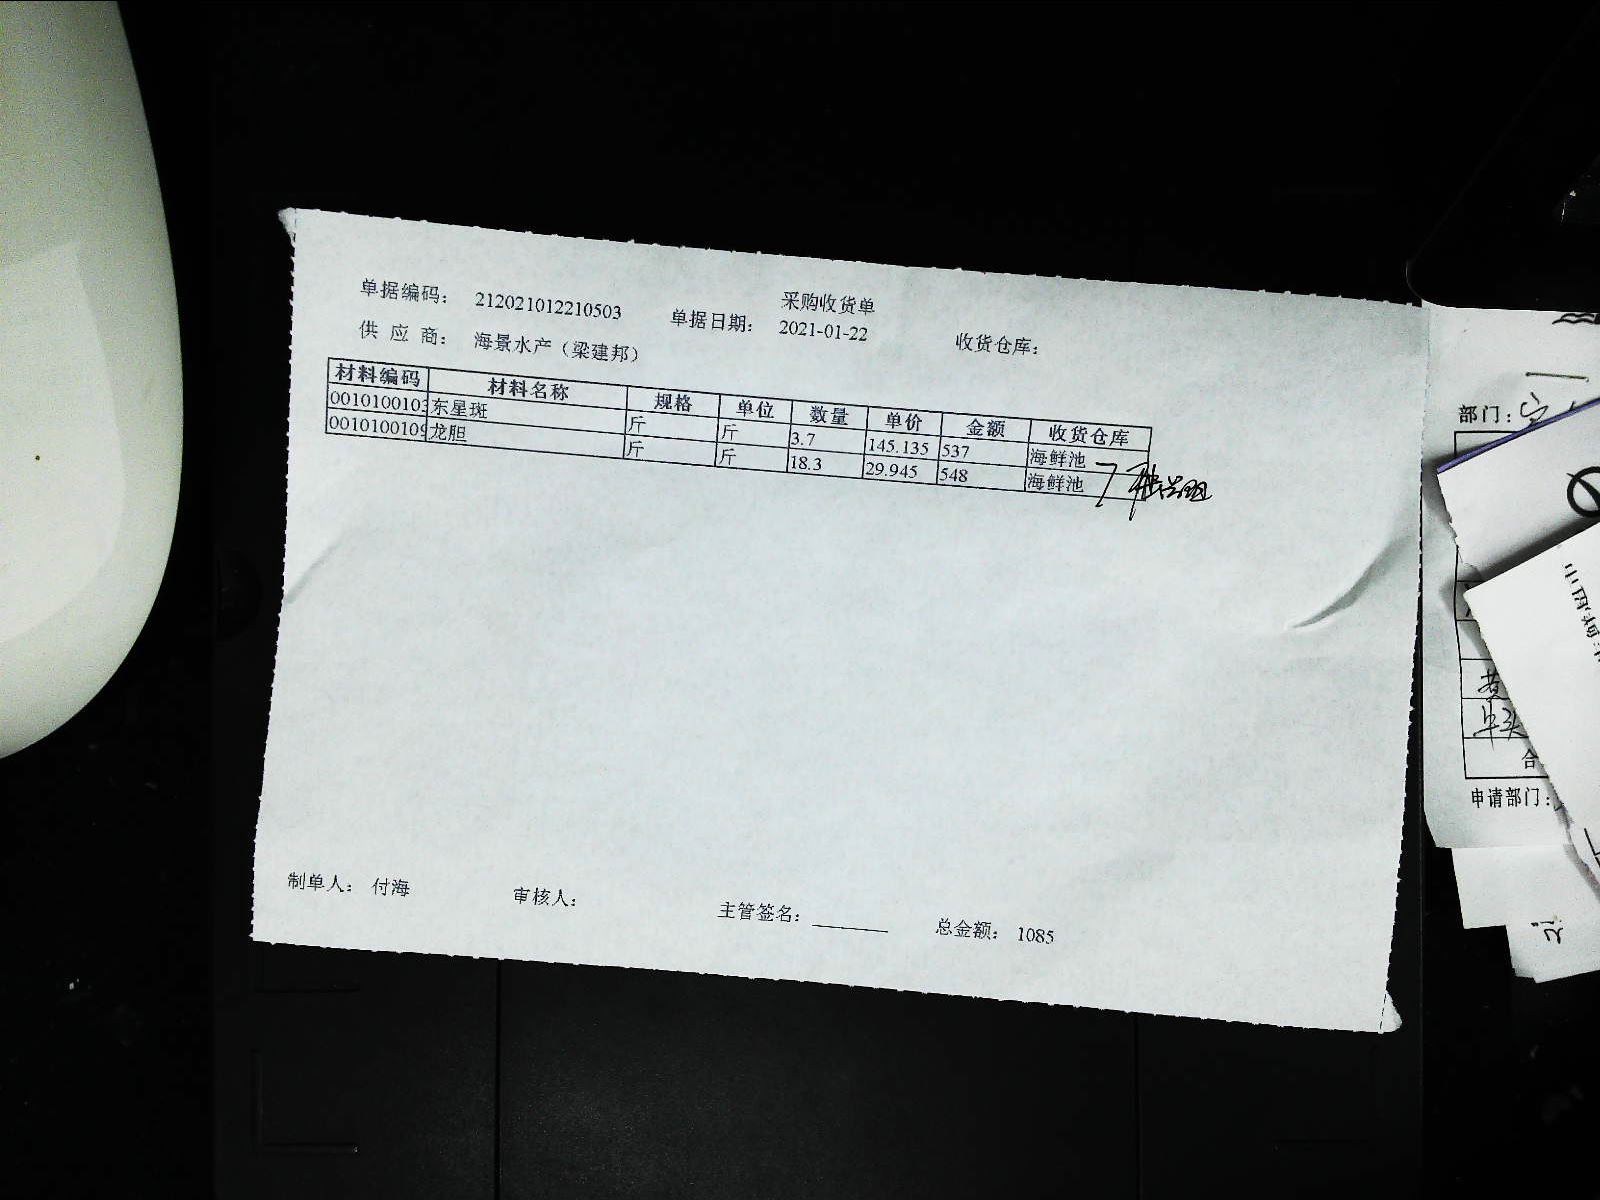 采购收货单
单据编码： 212021012210503 单据日期： 2021-01-22 收货仓库：
供 应 商： 海景水产（梁建邦）
材料编码 材料名称 规格 单位 数量 单价 金额 收货仓库
0010100103 东星斑 斤 斤 3.7 145.135 537 海鲜池
0010100109 龙胆 斤 斤 18.3 29.945 548 海鲜池
制单人： 付海 审核人： 主管签名： 总金额： 1085
部门：
合
申请部门：